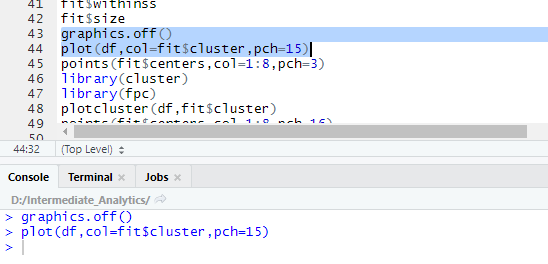 41 fit$withinss
42 fit$size
43 graphics.off()
44 plot(df,col=fit$cluster,pch=15)
45 points(fit$centers,col=1:8,pch=3)
46 library(cluster)
47 library(fpc)
48 plotcluster(df,fit$cluster)
49 points(fit$centers,col=1:8,pch=16)
50
44:32 (Top Level)
Console Terminal Jobs
D:/Intermediate_Analytics/
> graphics.off()
> plot(df,col=fit$cluster,pch=15)
>